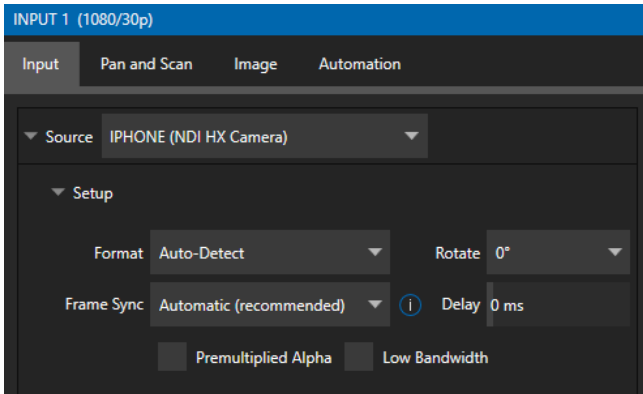 INPUT 1 (1080/30p)
Input Pan and Scan Image Automation
Source IPHONE (NDI HX Camera)
Setup
Format Auto-Detect Rotate 0°
Frame Sync Automatic (recommended) i Delay 0 ms
Premultiplied Alpha Low Bandwidth